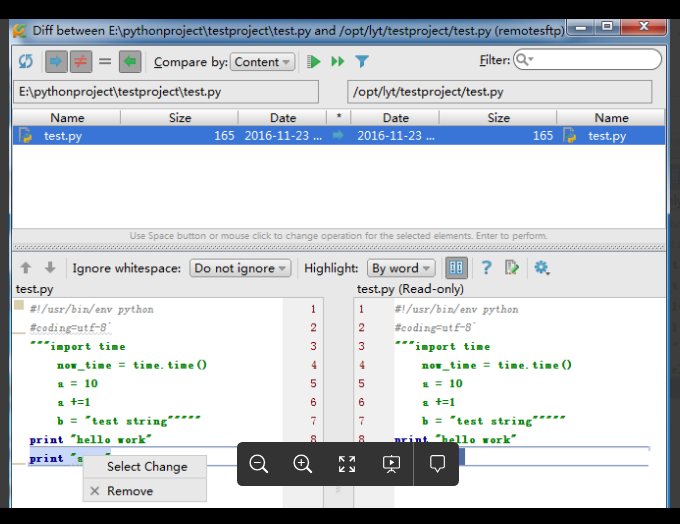 Diff between E:\pythonproject\testproject\test.py and /opt/lyt/testproject/test.py (remotesftp)
Compare by: Content
Filter:
E:\pythonproject\testproject\test.py
/opt/lyt/testproject/test.py
Name Size Date * Date Size Name
test.py 165 2016-11-23 ... 2016-11-23 ... 165 test.py
Use Space button or mouse click to change operation for the selected elements. Enter to perform.
Ignore whitespace: Do not ignore Highlight: By word
test.py
test.py (Read-only)
#!/usr/bin/env python 1 1 #!/usr/bin/env python
#coding=utf-8` 2 2 #coding=utf-8`
"""import time 3 3 """import time
now_time = time.time() 4 4 now_time = time.time()
a = 10 5 5 a = 10
a +=1 6 6 a +=1
b = "test string""""" 7 7 b = "test string"""""
print "hello work" 8 8 print "hello work"
print "s
Select Change
Remove